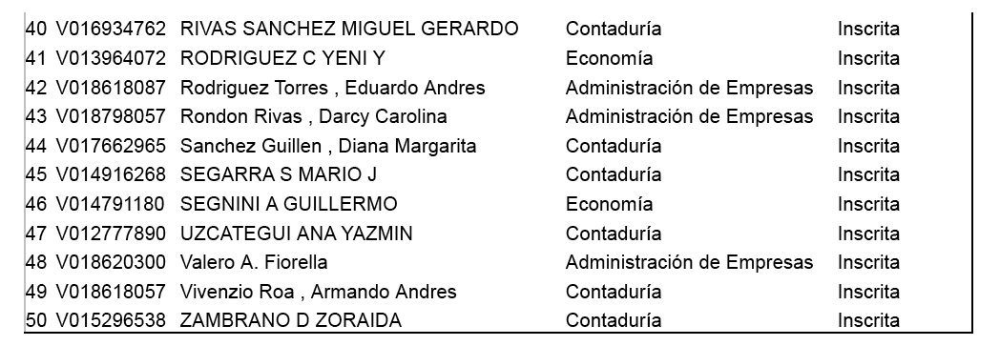 40 V016934762 RIVAS SANCHEZ MIGUEL GERARDO Contaduría Inscrita
41 V013964072 RODRIGUEZ C YENI Y Economía Inscrita
42 V018618087 Rodriguez Torres , Eduardo Andres Administración de Empresas Inscrita
43 V018798057 Rondon Rivas , Darcy Carolina Administración de Empresas Inscrita
44 V017662965 Sanchez Guillen , Diana Margarita Contaduría Inscrita
45 V014916268 SEGARRA S MARIO J Contaduría Inscrita
46 V014791180 SEGNINI A GUILLERMO Economía Inscrita
47 V012777890 UZCATEGUI ANA YAZMIN Contaduría Inscrita
48 V018620300 Valero A. Fiorella Administración de Empresas Inscrita
49 V018618057 Vivenzio Roa , Armando Andres Contaduría Inscrita
50 V015296538 ZAMBRANO D ZORAIDA Contaduría Inscrita